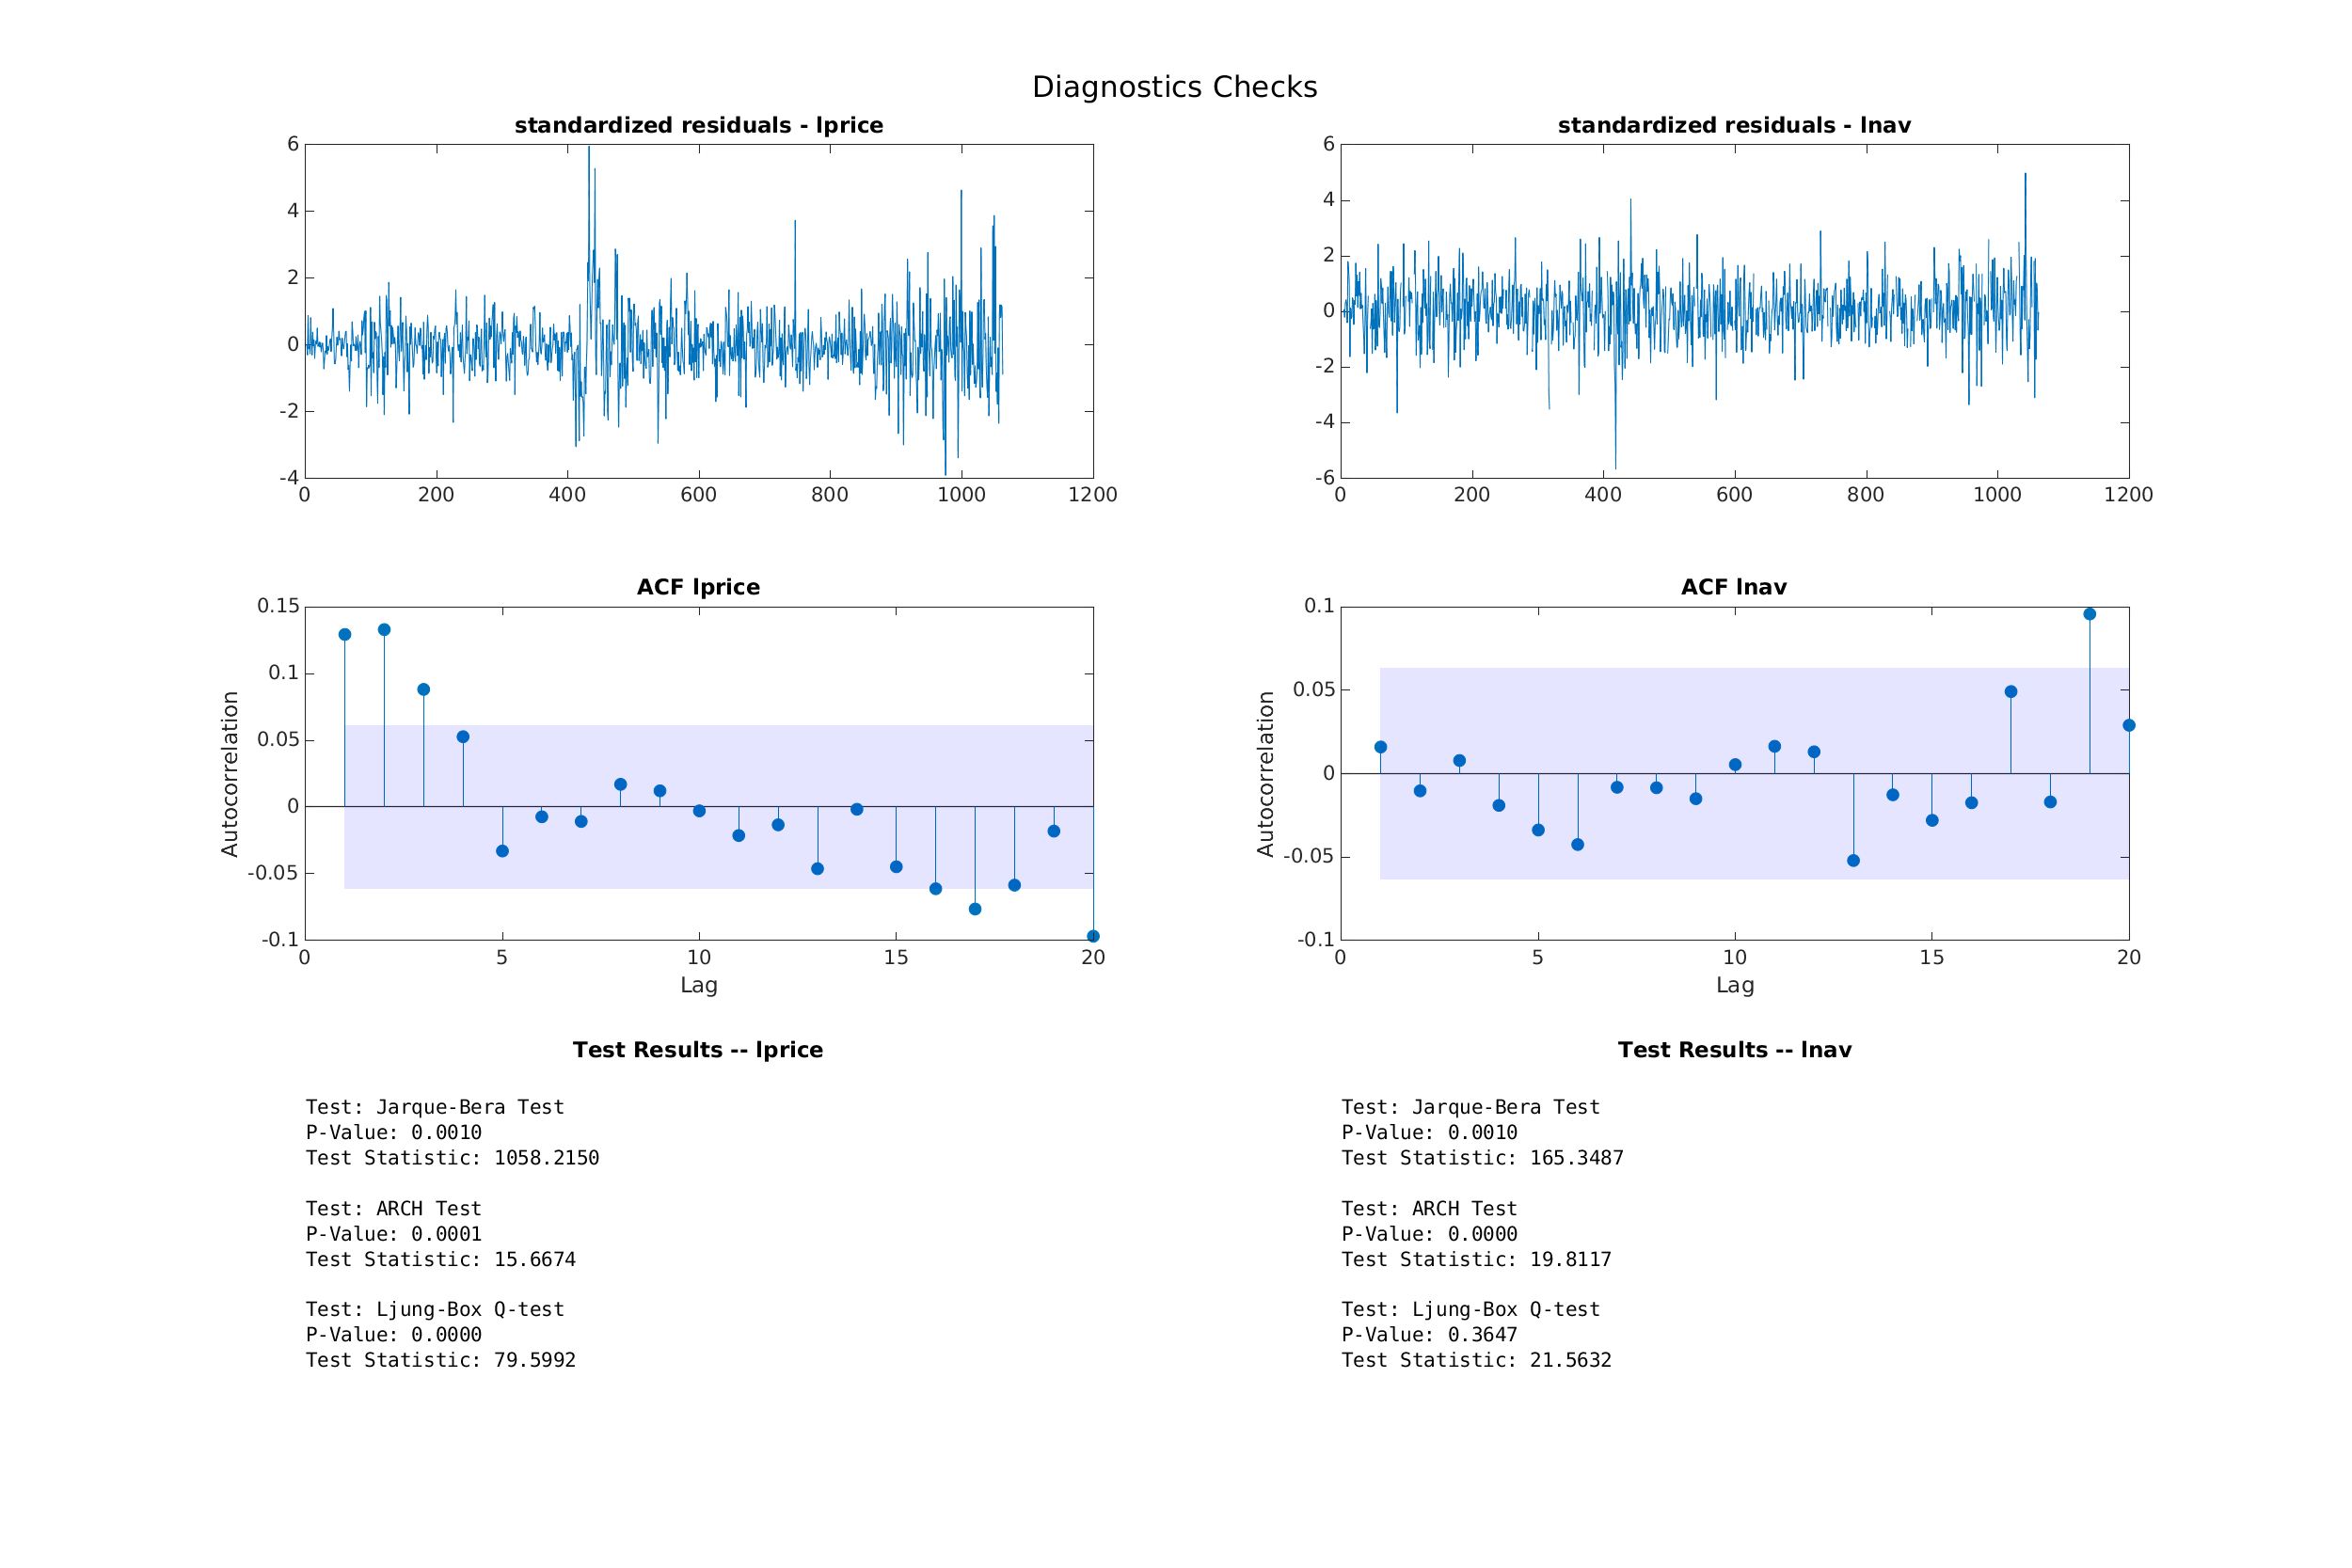 Diagnostics Checks
standardized residuals - lprice
6
4
2
0
-2
-4
0 200 400 600 800 1000 1200
standardized residuals - lnav
6
4
2
0
-2
-4
-6
0 200 400 600 800 1000 1200
ACF lprice
0.15
0.1
0.05
0
-0.05
-0.1
Autocorrelation
0 5 10 15 20
Lag
ACF lnav
0.1
0.05
0
-0.05
-0.1
Autocorrelation
0 5 10 15 20
Lag
Test Results -- lprice
Test: Jarque-Bera Test
P-Value: 0.0010
Test Statistic: 1058.2150
Test: ARCH Test
P-Value: 0.0001
Test Statistic: 15.6674
Test: Ljung-Box Q-test
P-Value: 0.0000
Test Statistic: 79.5992
Test Results -- lnav
Test: Jarque-Bera Test
P-Value: 0.0010
Test Statistic: 165.3487
Test: ARCH Test
P-Value: 0.0000
Test Statistic: 19.8117
Test: Ljung-Box Q-test
P-Value: 0.3647
Test Statistic: 21.5632